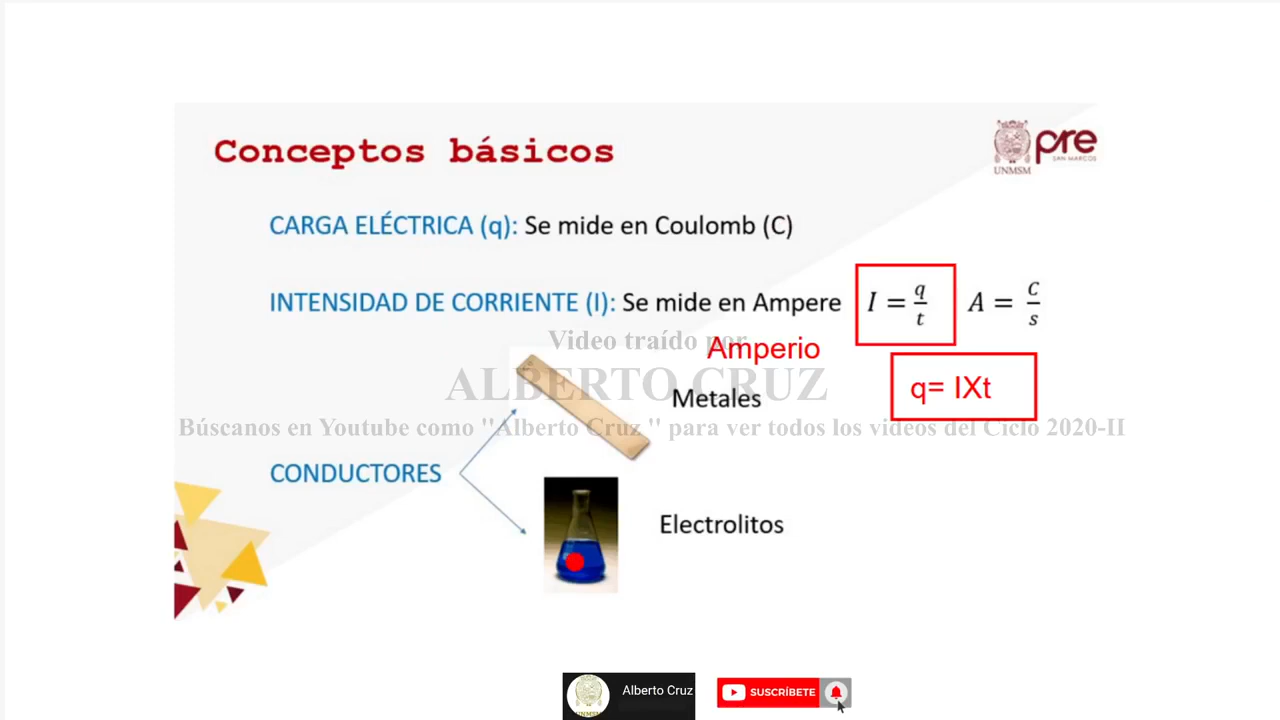 Conceptos básicos
pre
SAN MARCOS
UNMSM
CARGA ELÉCTRICA (q): Se mide en Coulomb (C)
INTENSIDAD DE CORRIENTE (I): Se mide en Ampere I = q/t A = C/s
Video traído por
Amperio
ALBERTO CRUZ
Metales
q= IXt
Búscanos en Youtube como "Alberto Cruz " para ver todos los videos del Ciclo 2020-II
CONDUCTORES
Electrolitos
Alberto Cruz
UNMSM
SUSCRÍBETE